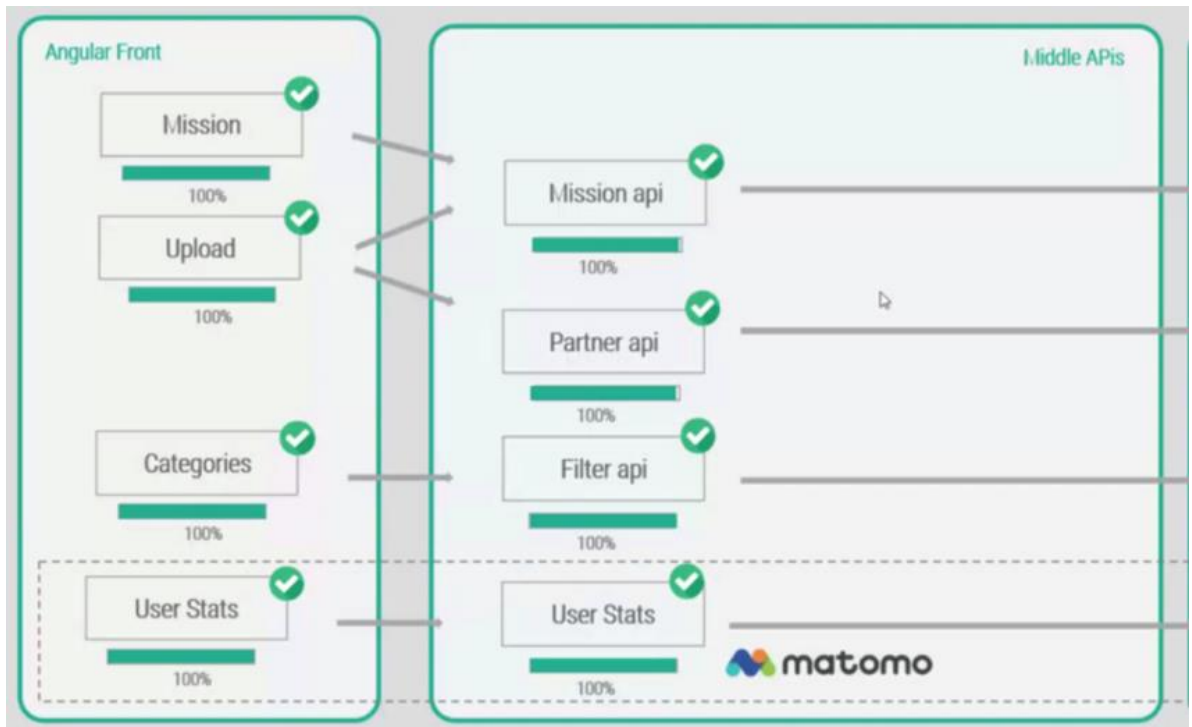 Angular Front
Mission
100%
Upload
100%
Categories
100%
User Stats
100%
Middle APis
Mission api
100%
Partner api
100%
Filter api
100%
User Stats
100%
matomo